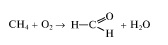 CH₄ + O₂ → H—C=O H + H₂O